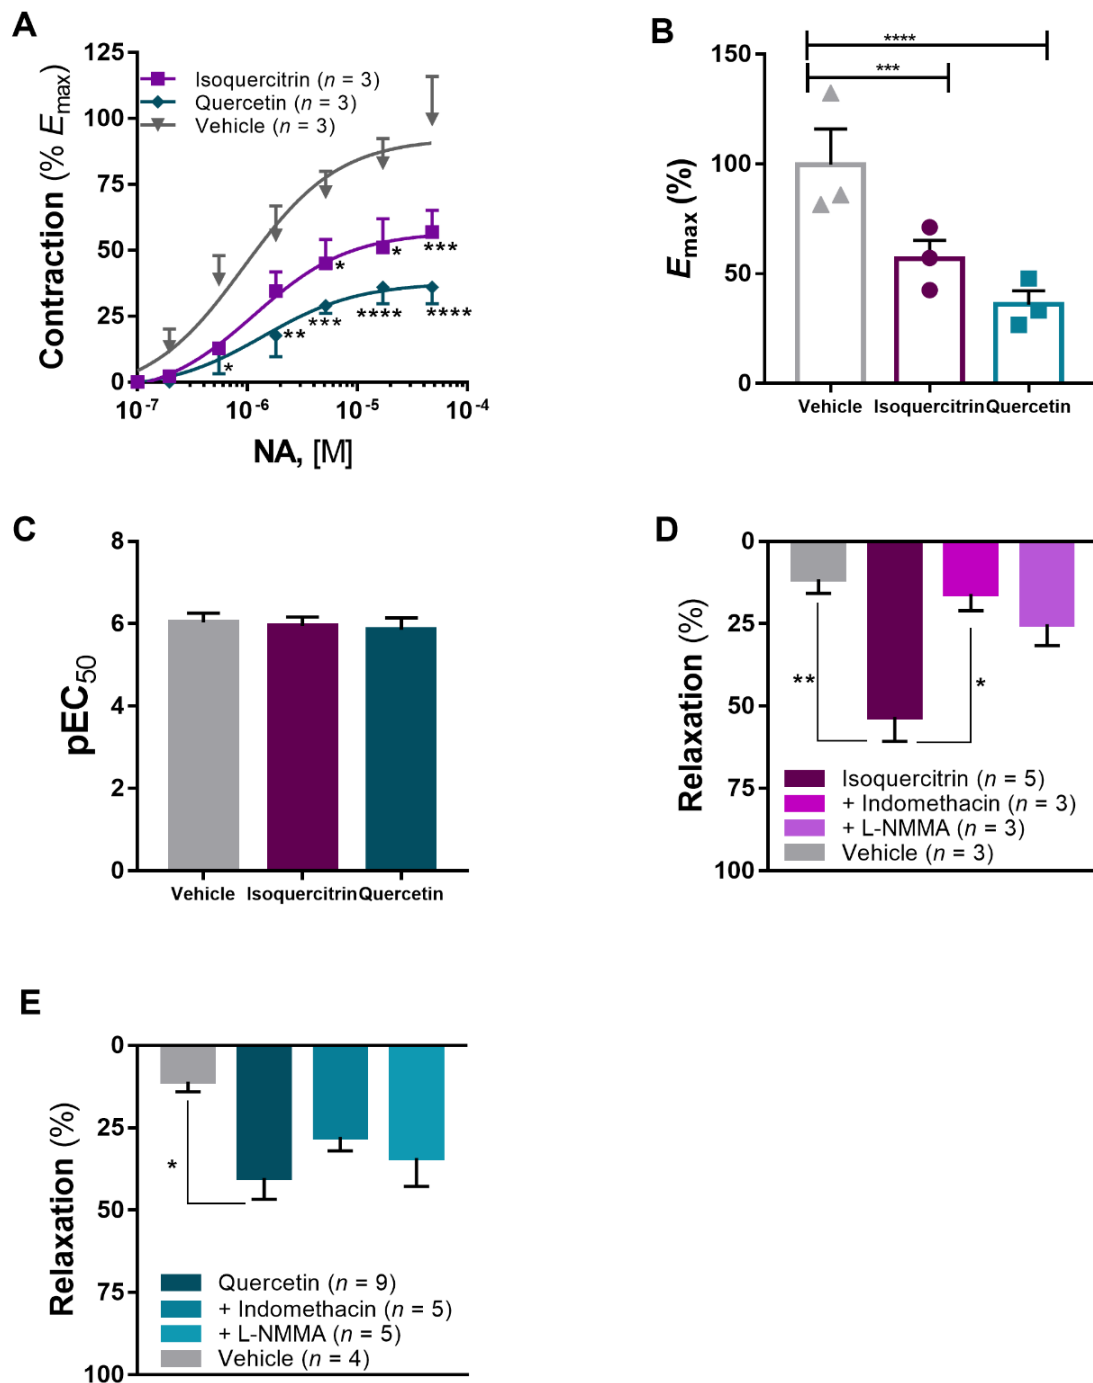 A
125
100
75
50
25
0
Contraction (% Emax)
Isoquercitrin (n = 3)
Quercetin (n = 3)
Vehicle (n = 3)
*
*
***
*
**
***
****
****
10-7
10-6
10-5
10-4
NA, [M]
B
****
***
150
100
50
0
Emax (%)
Vehicle
Isoquercitrin
Quercetin
C
8
6
4
2
0
pEC50
Vehicle
Isoquercitrin
Quercetin
D
0
25
50
75
100
Relaxation (%)
**
*
Isoquercitrin (n = 5)
+ Indomethacin (n = 3)
+ L-NMMA (n = 3)
Vehicle (n = 3)
E
0
25
50
75
100
Relaxation (%)
*
Quercetin (n = 9)
+ Indomethacin (n = 5)
+ L-NMMA (n = 5)
Vehicle (n = 4)